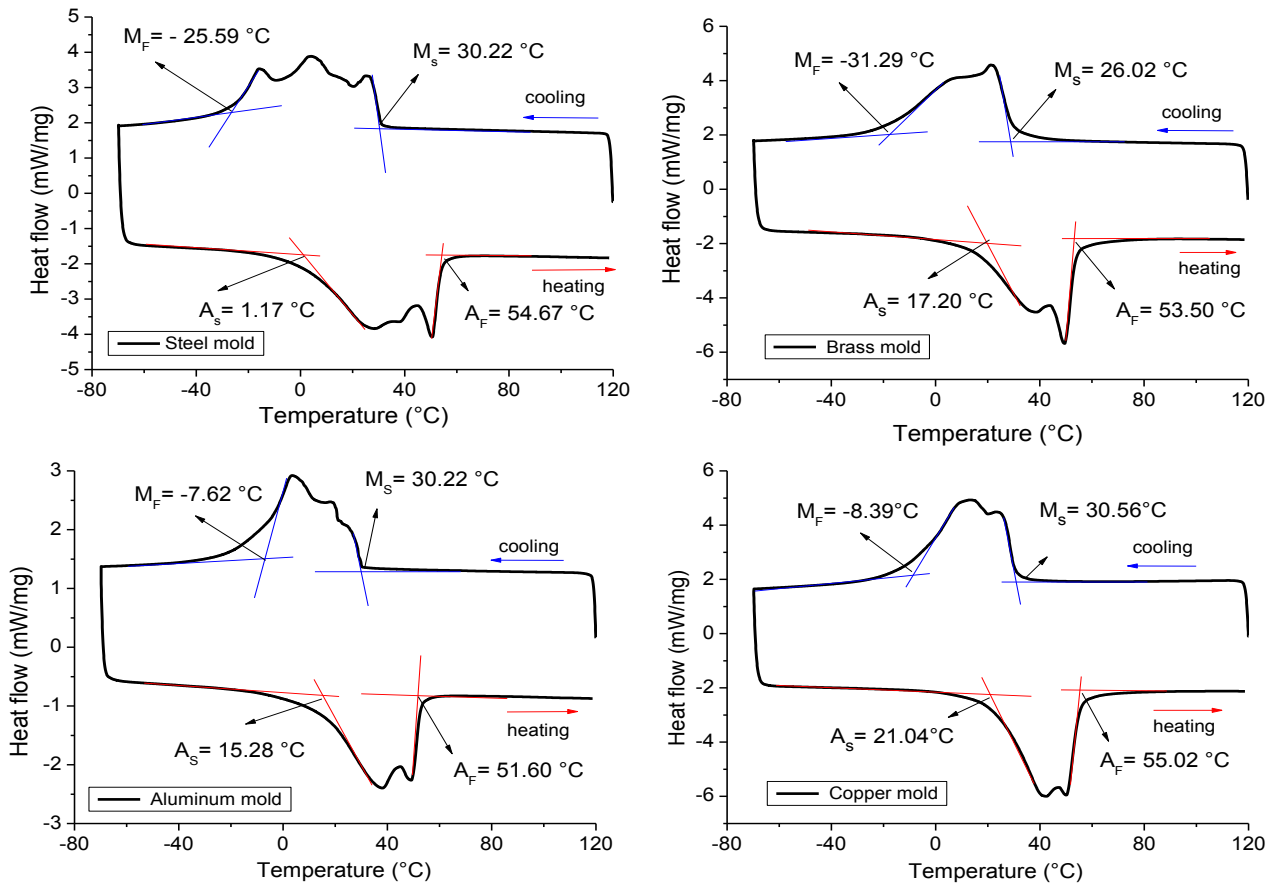 5
4
3
2
1
0
-1
-2
-3
-4
-5
-80
-40
0
40
80
120
Heat flow (mW/mg)
Temperature (°C)
M_F= - 25.59 °C
M_s= 30.22 °C
cooling
heating
A_s= 1.17 °C
A_F= 54.67 °C
Steel mold
6
4
2
0
-2
-4
-6
-80
-40
0
40
80
120
Heat flow (mW/mg)
Temperature (°C)
M_F= -31.29 °C
M_S= 26.02 °C
cooling
heating
A_S= 17.20 °C
A_F= 53.50 °C
Brass mold
3
2
1
0
-1
-2
-3
-80
-40
0
40
80
120
Heat flow (mW/mg)
Temperature (°C)
M_F= -7.62 °C
M_S= 30.22 °C
cooling
heating
A_S= 15.28 °C
A_F= 51.60 °C
Aluminum mold
6
4
2
0
-2
-4
-6
-80
-40
0
40
80
120
Heat flow (mW/mg)
Temperature (°C)
M_F= -8.39°C
M_s= 30.56°C
cooling
heating
A_S= 21.04°C
A_F= 55.02 °C
Copper mold